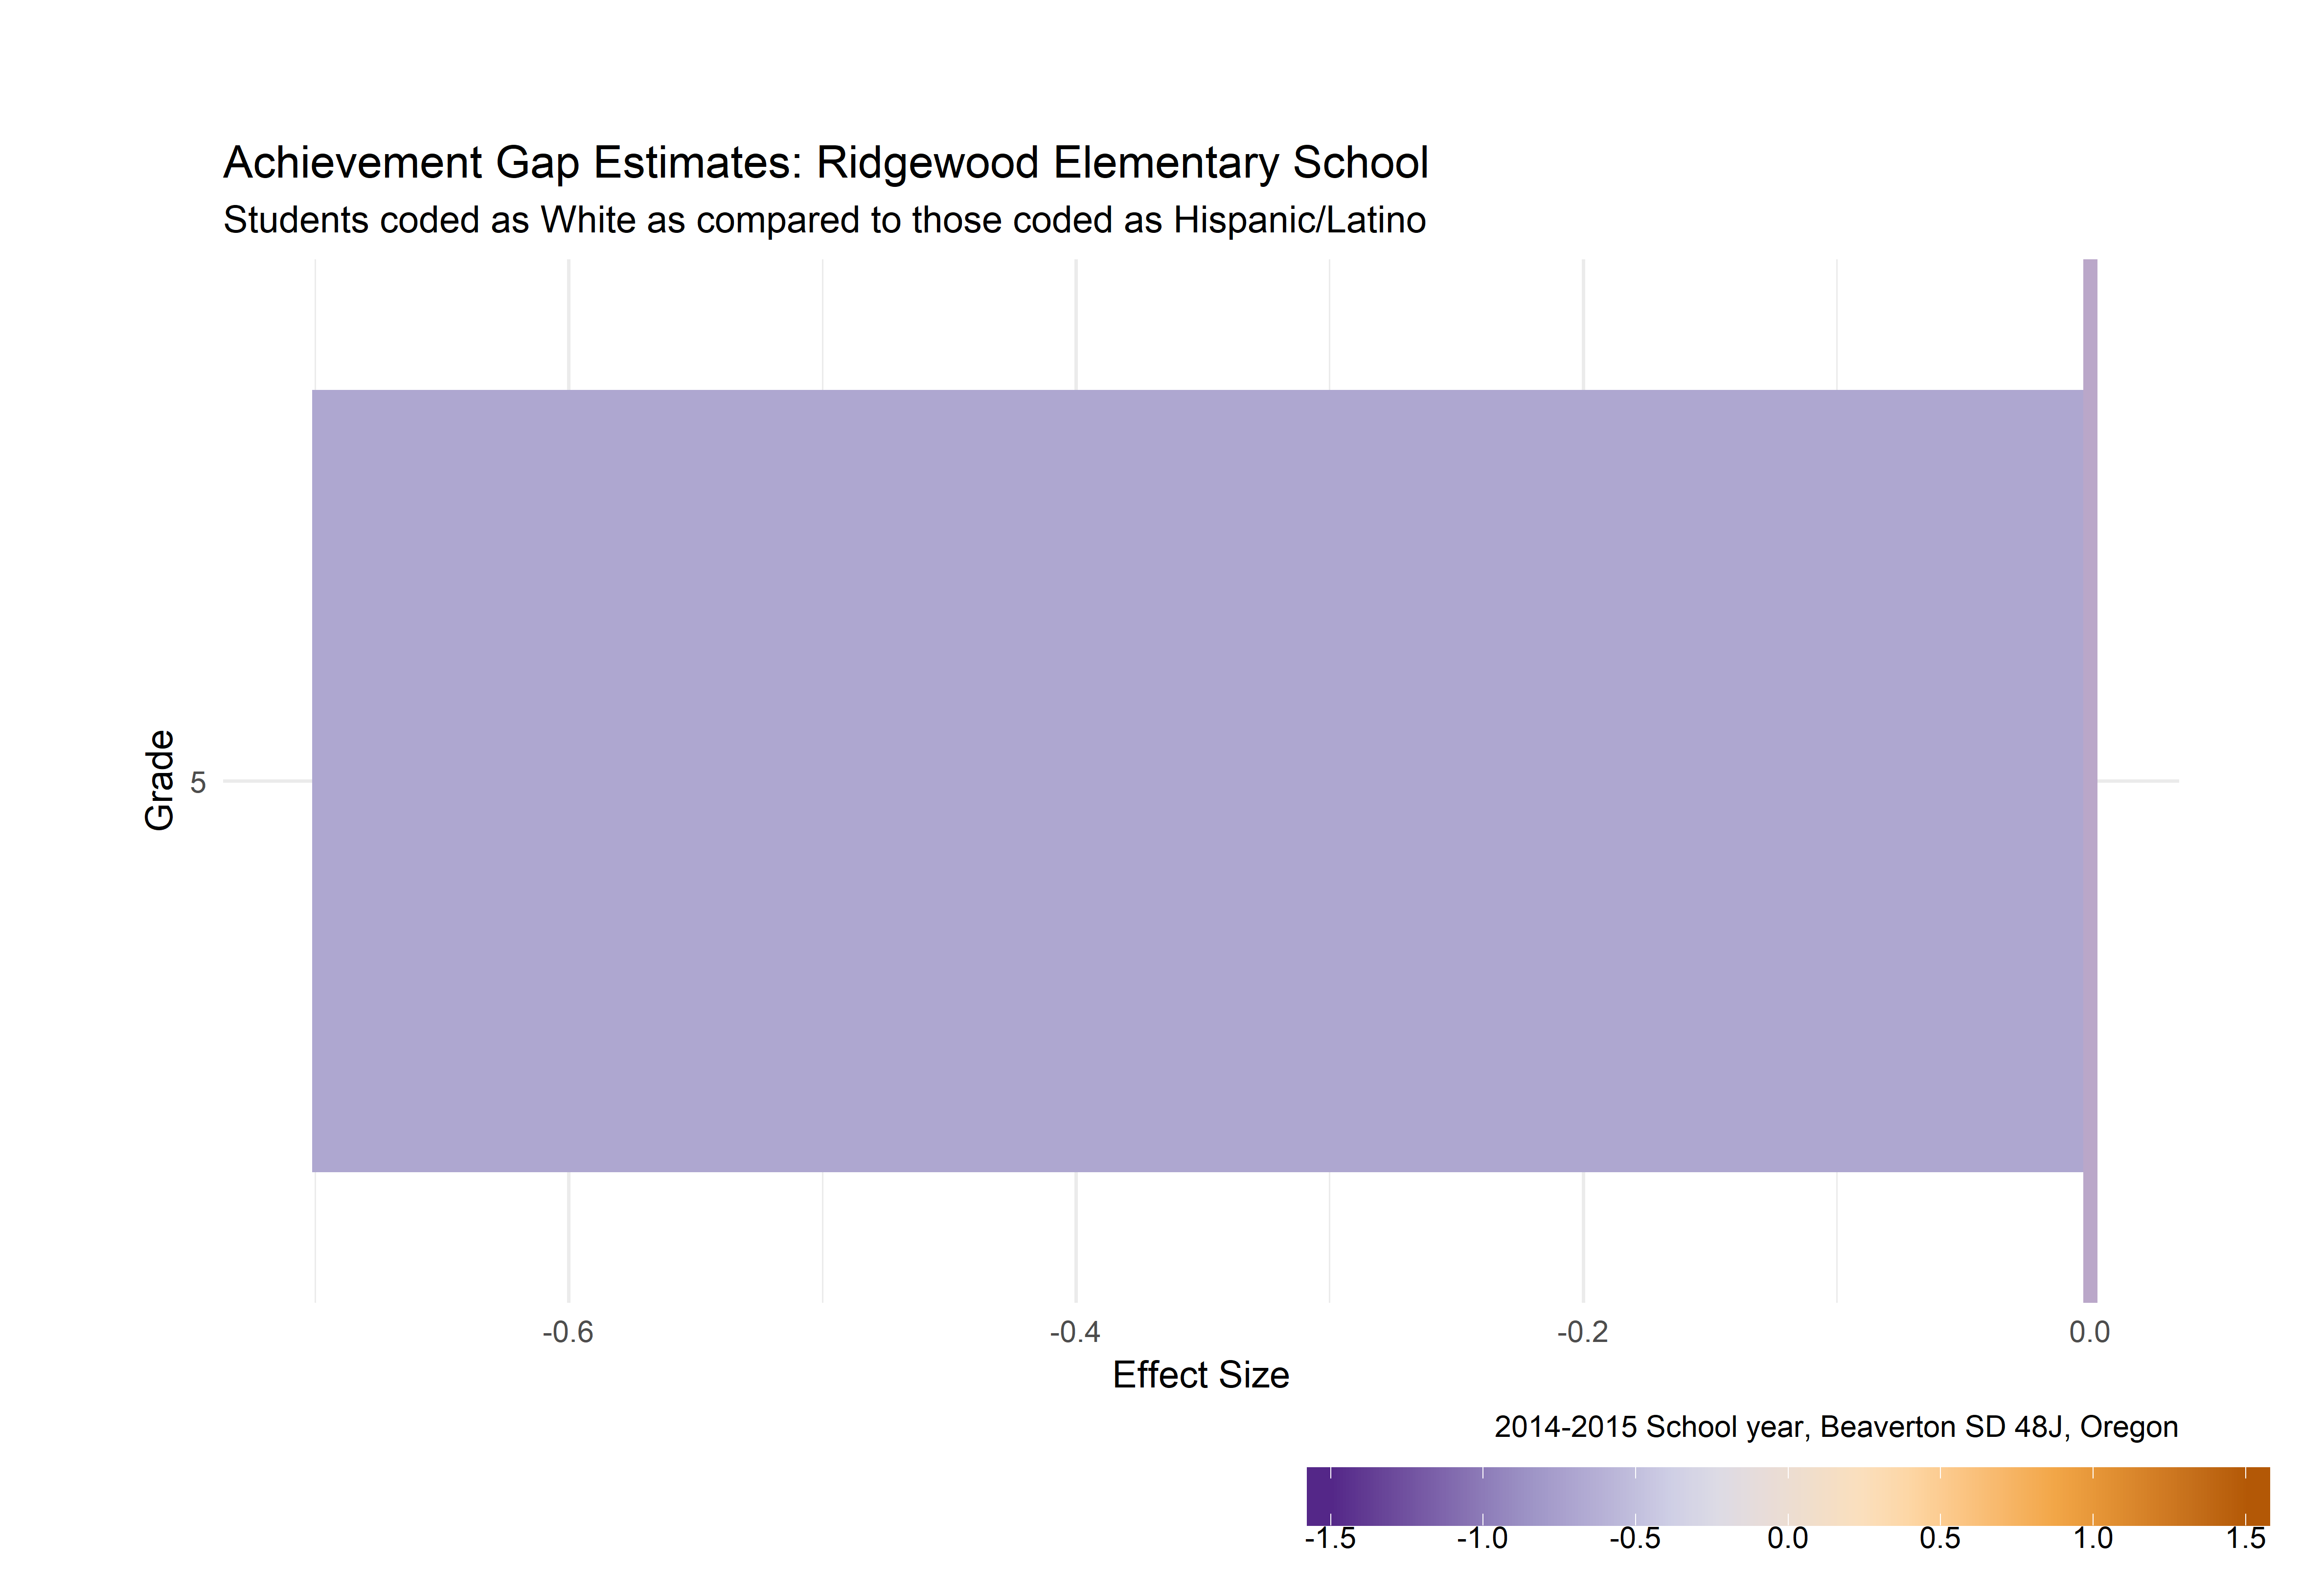 Achievement Gap Estimates: Ridgewood Elementary School
Students coded as White as compared to those coded as Hispanic/Latino
Grade
5
-0.6 -0.4 -0.2 0.0
Effect Size
2014-2015 School year, Beaverton SD 48J, Oregon
-1.5 -1.0 -0.5 0.0 0.5 1.0 1.5